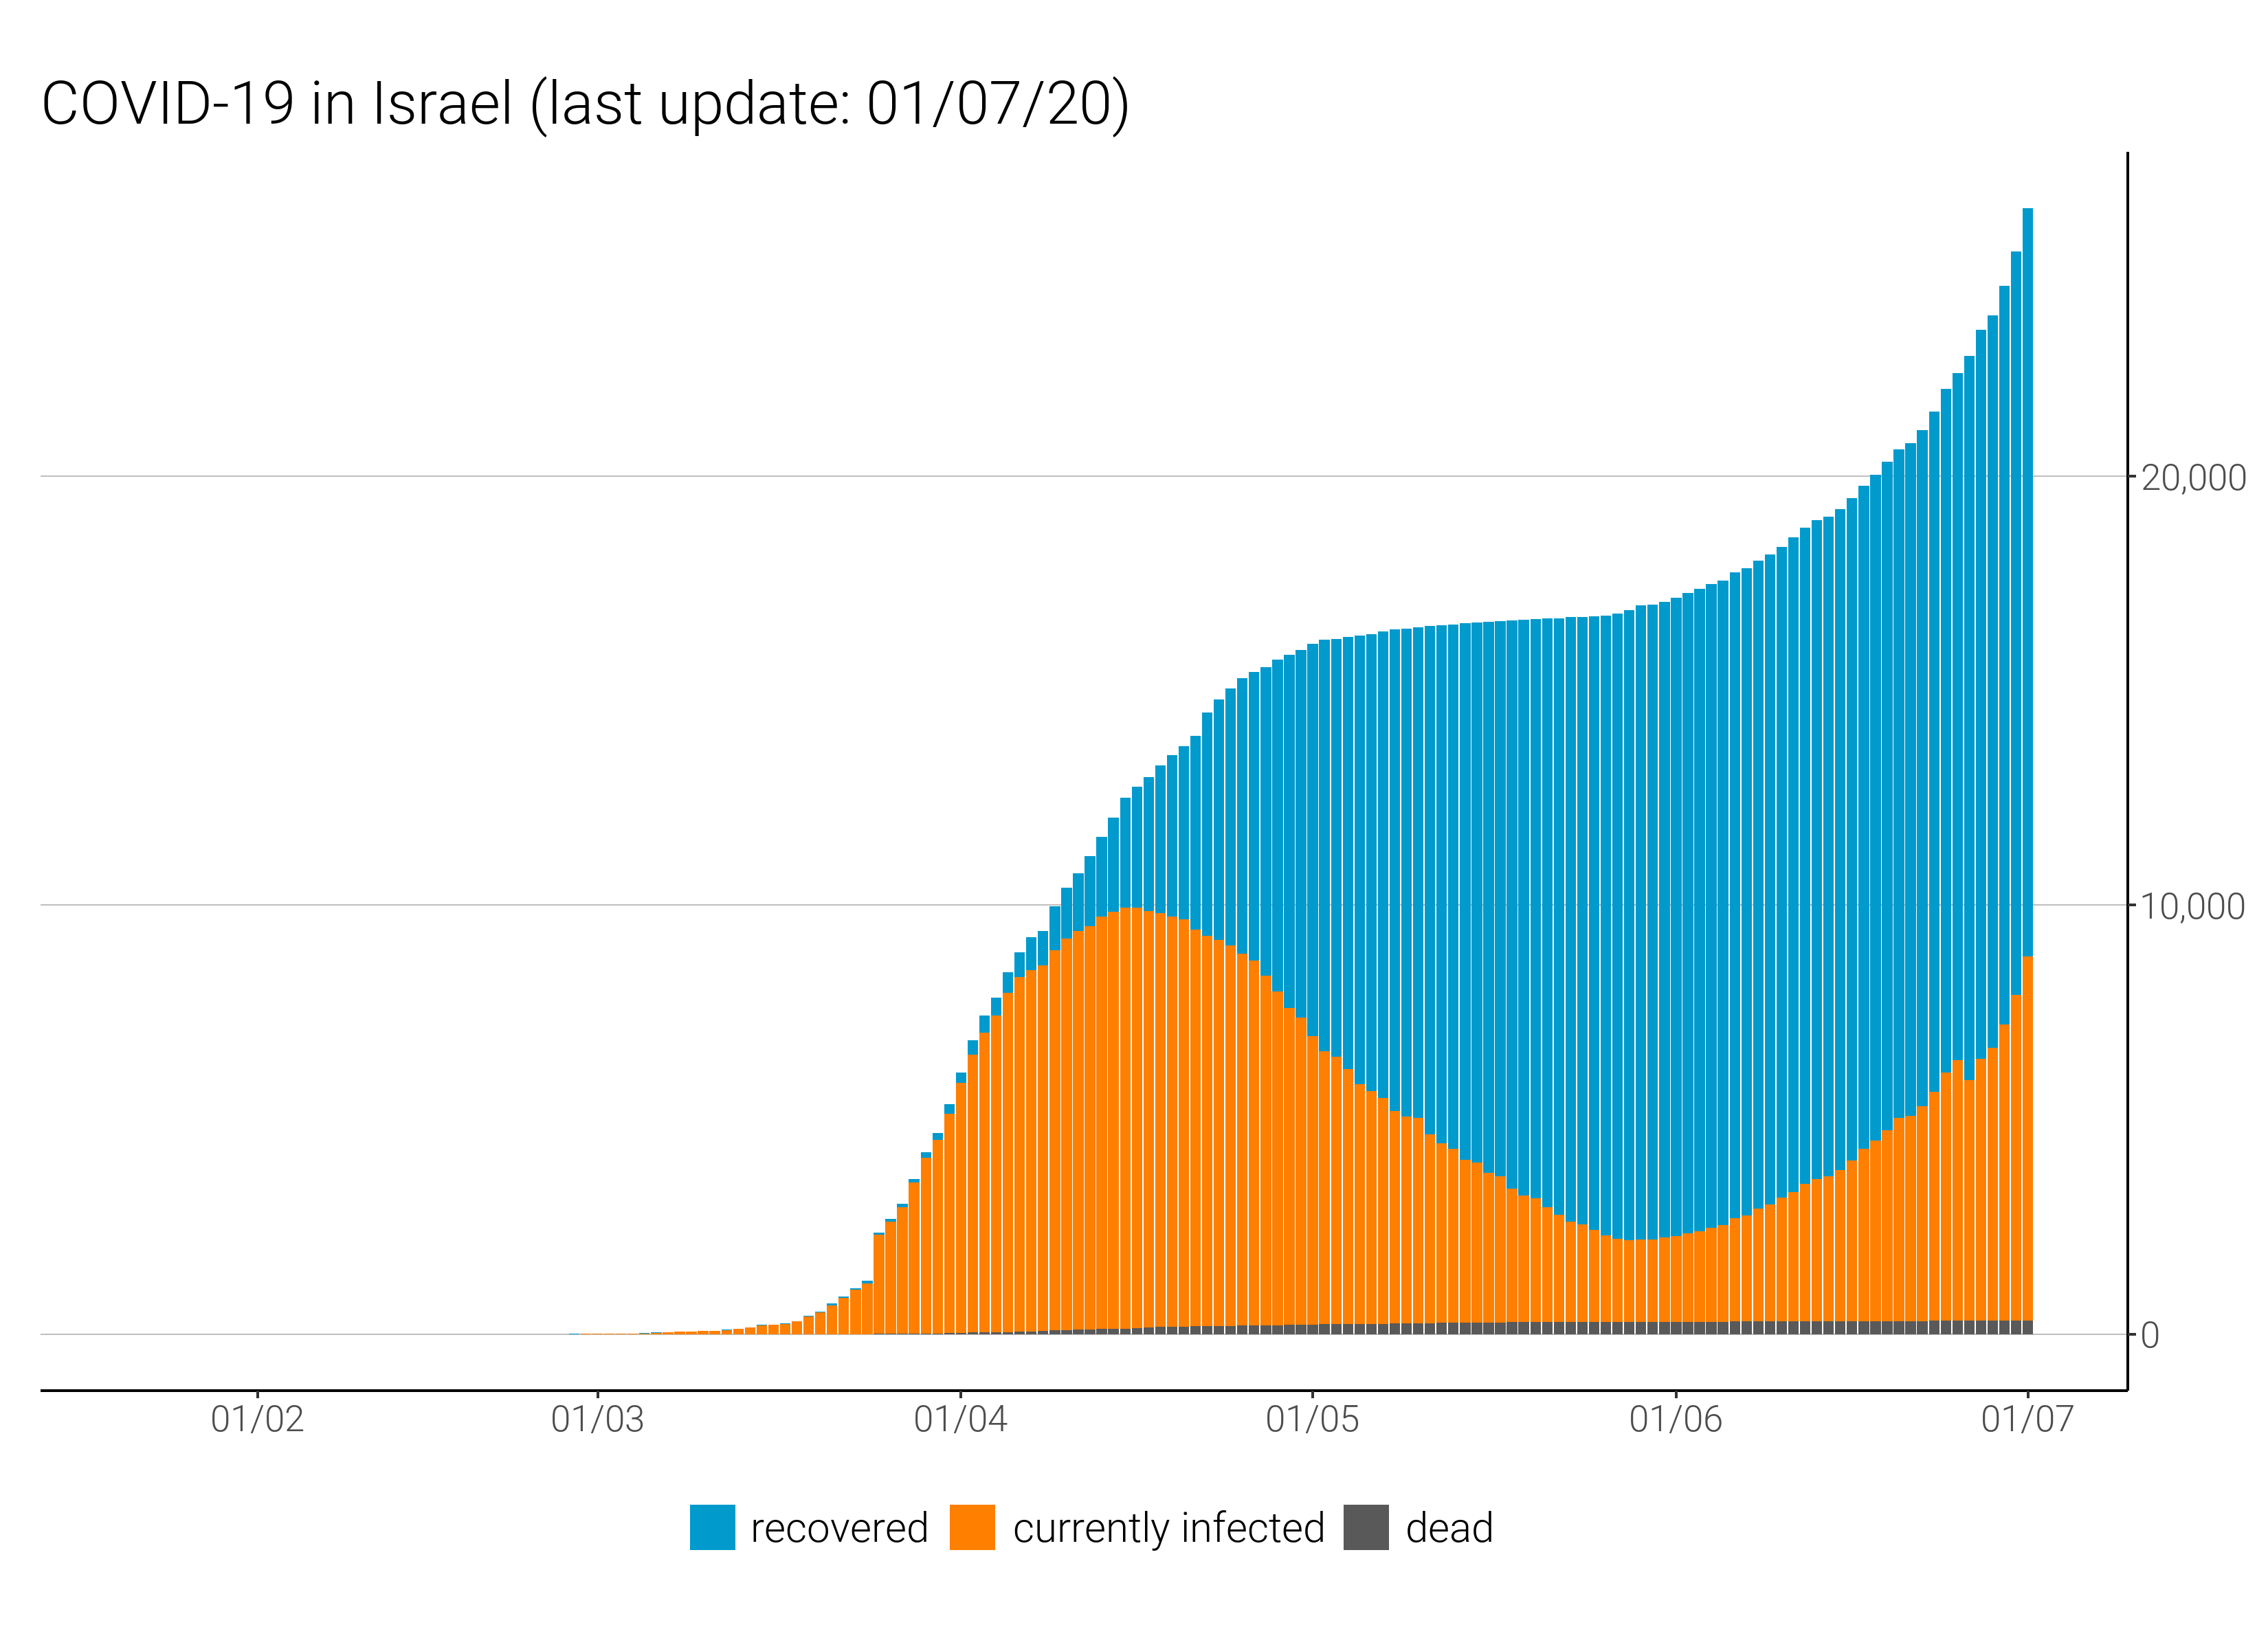 COVID-19 in Israel (last update: 01/07/20)
20,000
10,000
0
01/02 01/03 01/04 01/05 01/06 01/07
recovered currently infected dead